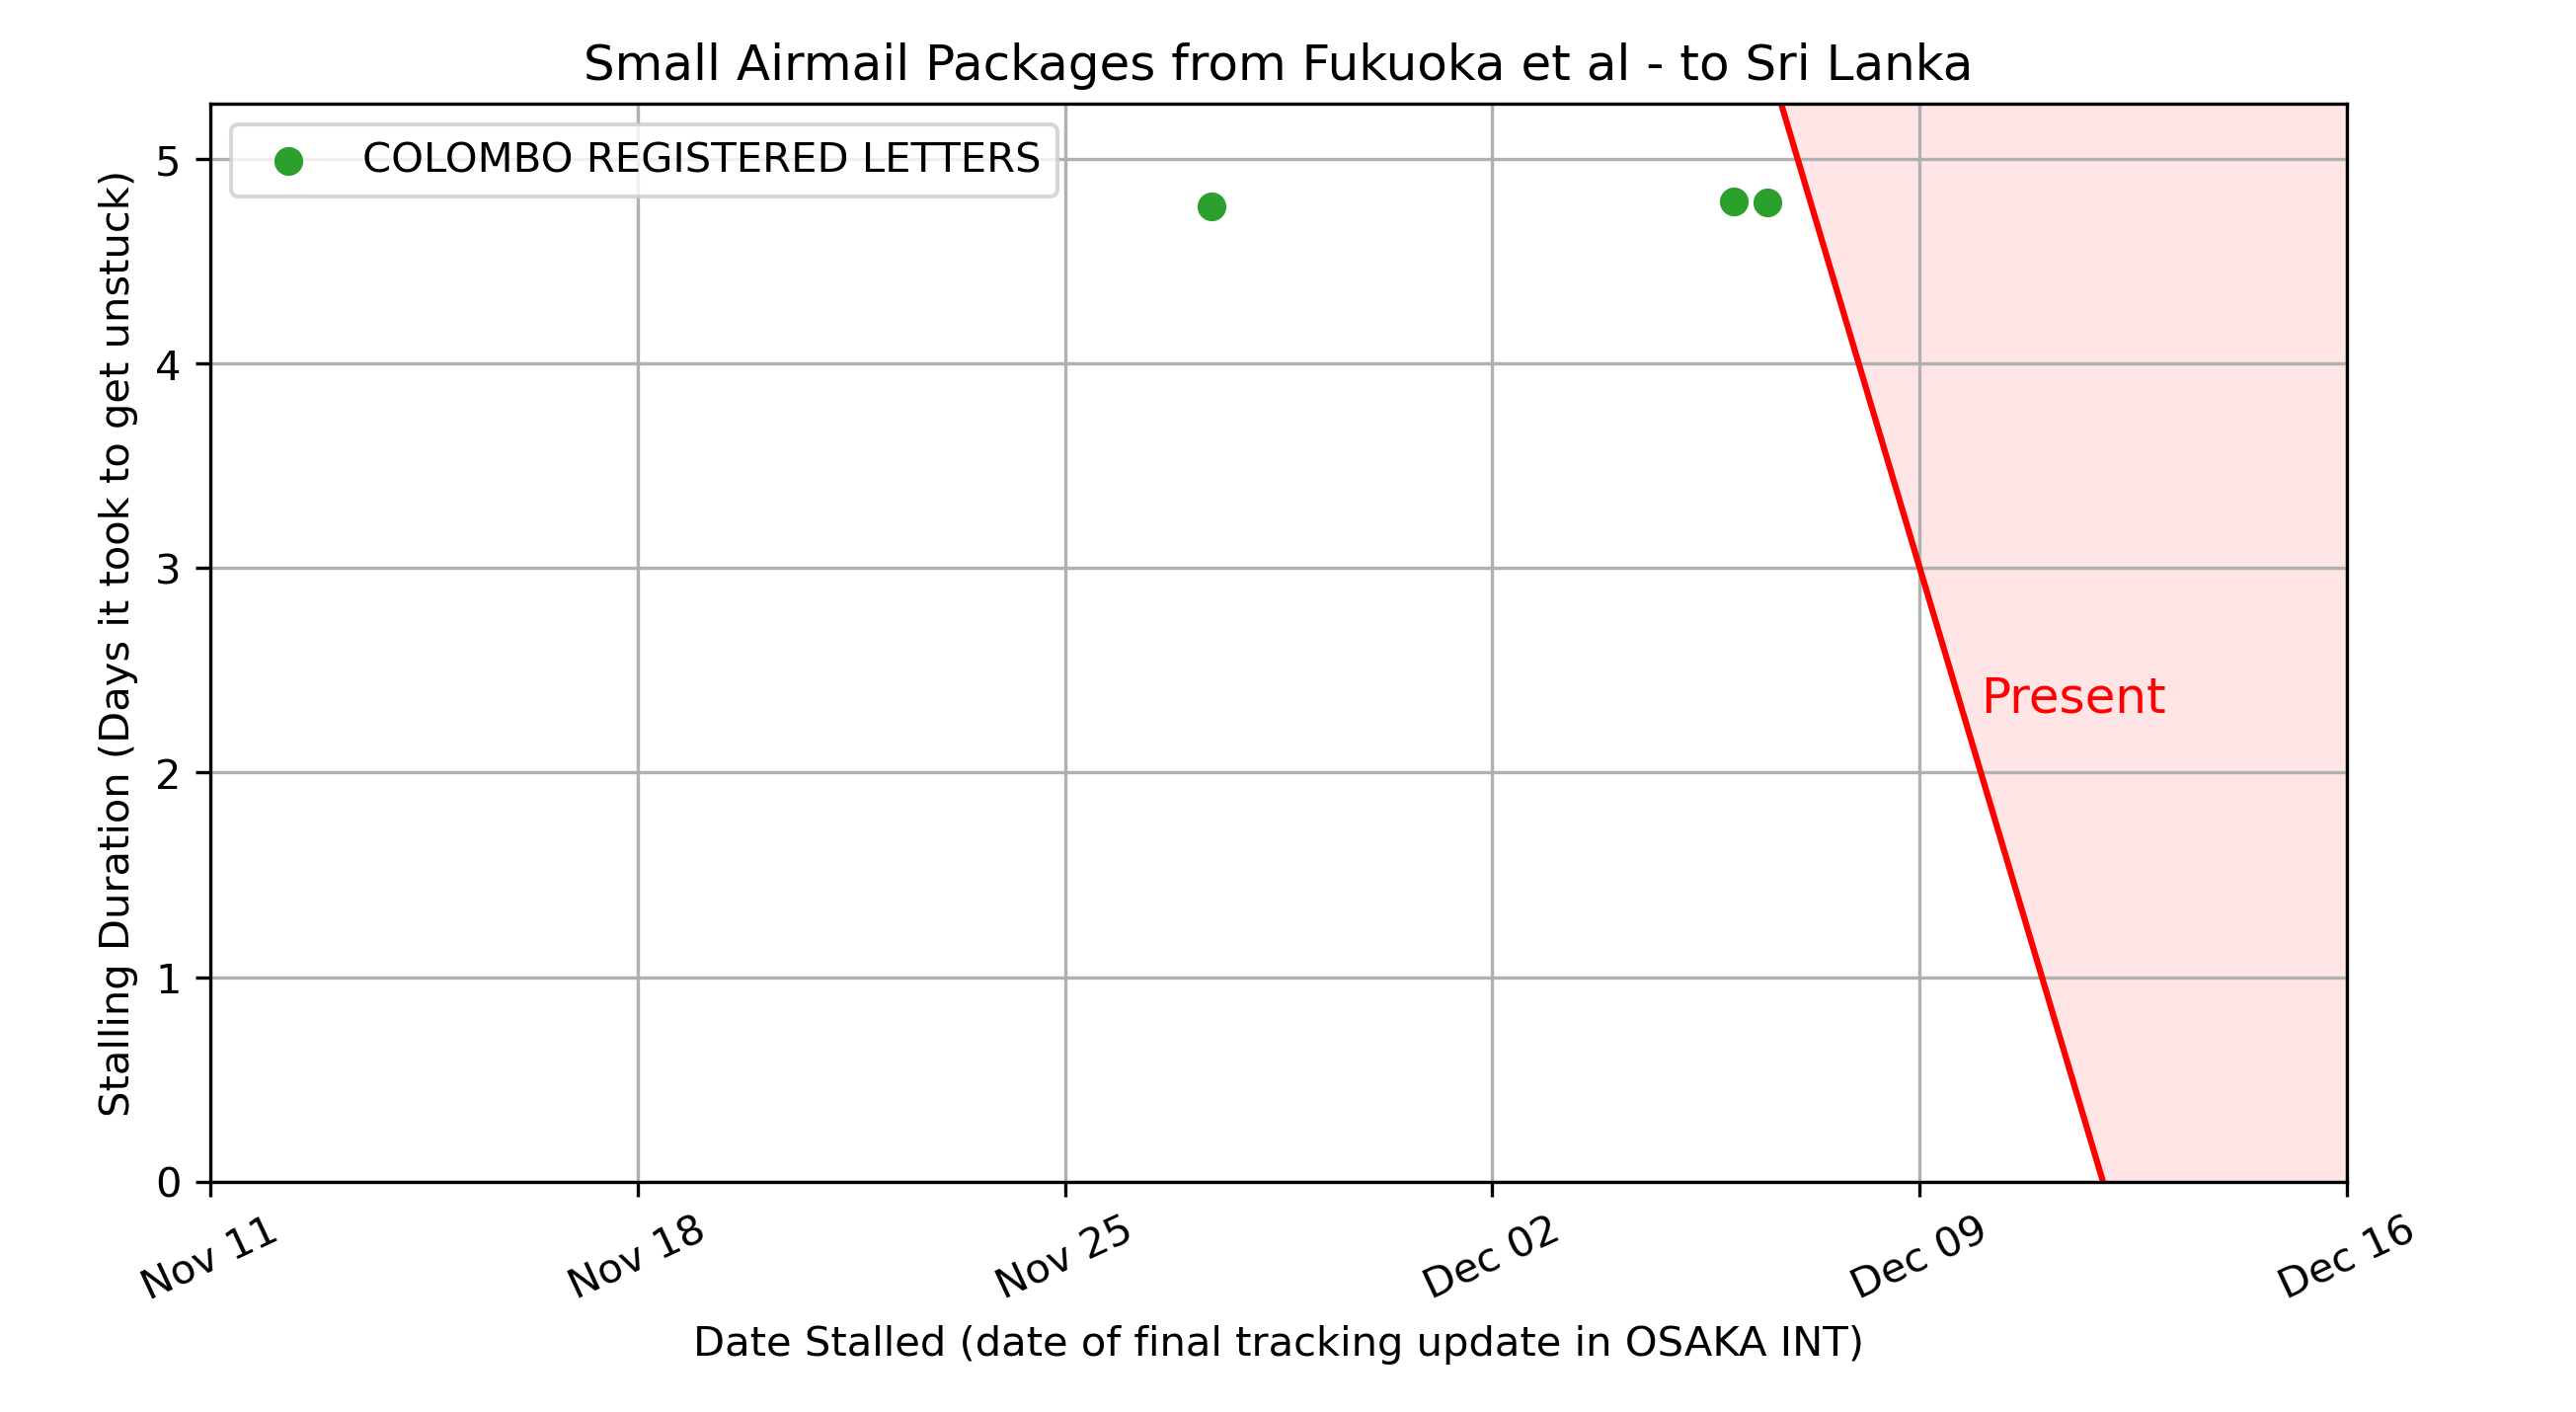 Small Airmail Packages from Fukuoka et al - to Sri Lanka
COLOMBO REGISTERED LETTERS
Stalling Duration (Days it took to get unstuck)
5
4
3
2
1
0
Present
Nov 11
Nov 18
Nov 25
Dec 02
Dec 09
Dec 16
Date Stalled (date of final tracking update in OSAKA INT)